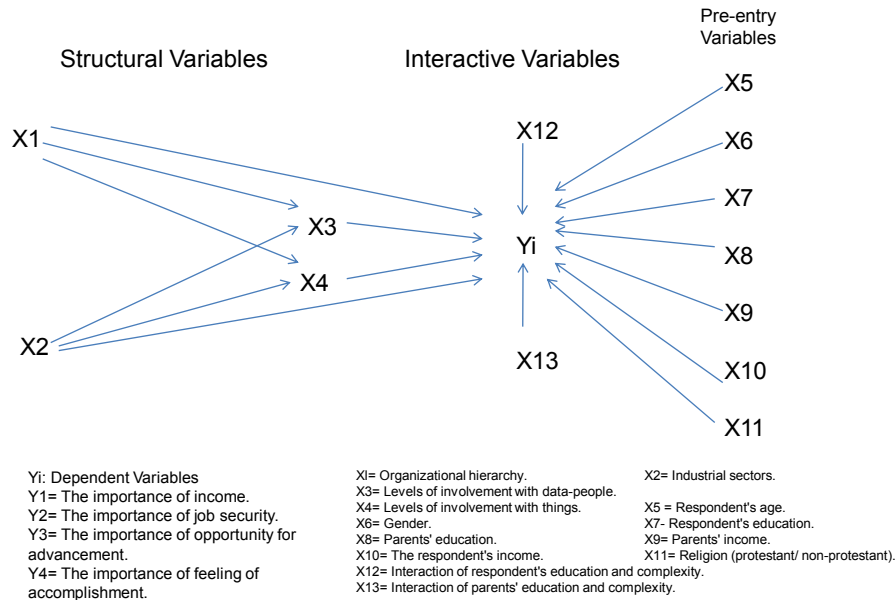 Pre-entry
Variables
Structural Variables
Interactive Variables
X5
X1
X12
X6
X7
X3
Yi
X8
X4
X9
X2
X13
X10
X11
Yi: Dependent Variables
Y1= The importance of income.
Y2= The importance of job security.
Y3= The importance of opportunity for
advancement.
Y4= The importance of feeling of
accomplishment.
XI= Organizational hierarchy.
X2= Industrial sectors.
X3= Levels of involvement with data-people.
X4= Levels of involvement with things.
X5 = Respondent's age.
X6= Gender.
X7- Respondent's education.
X8= Parents' education.
X9= Parents' income.
X10= The respondent's income.
X11= Religion (protestant/ non-protestant).
X12= Interaction of respondent's education and complexity.
X13= Interaction of parents' education and complexity.